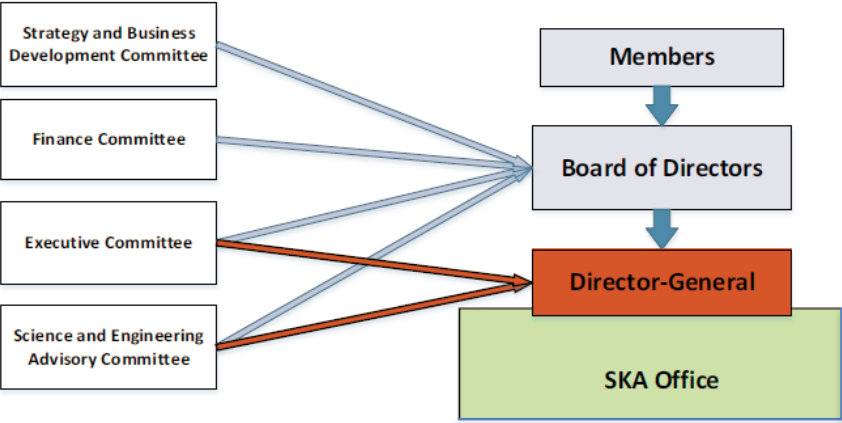 Strategy and Business
Development Committee
Finance Committee
Executive Committee
Science and Engineering
Advisory Committee
Members
Board of Directors
Director-General
SKA Office